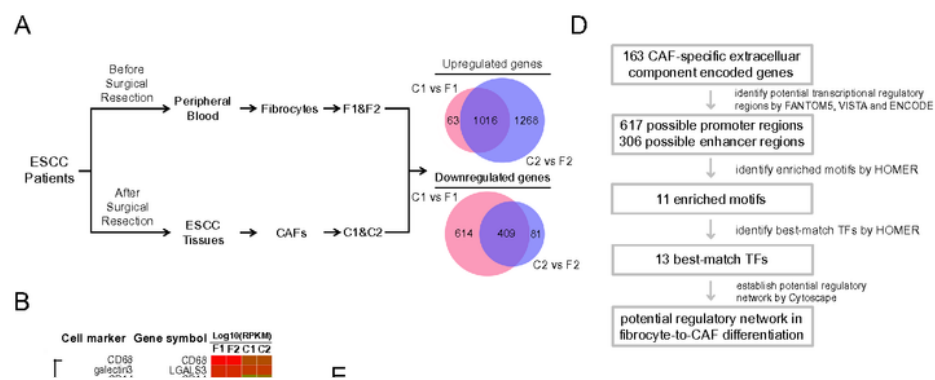 A
Before
Surgical
Resection
Peripheral
Blood
Fibrocytes
F1&F2
ESCC
Patients
After
Surgical
Resection
ESCC
Tissues
CAFs
C1&C2
Upregulated genes
C1 vs F1
63
1016
1268
C2 vs F2
Downregulated genes
C1 vs F1
614
409
81
C2 vs F2
B
Cell marker Gene symbol Log10(RPKM)
F1 F2 C1 C2
CD68 CD68
galectin3 LGALS3
D
163 CAF-specific extracelluar
component encoded genes
identify potential transcriptional regulatory
regions by FANTOM5, VISTA and ENCODE
617 possible promoter regions
306 possible enhancer regions
identify enriched motifs by HOMER
11 enriched motifs
identify best-match TFs by HOMER
13 best-match TFs
establish potential regulatory
network by Cytoscape
potential regulatory network in
fibrocyte-to-CAF differentiation